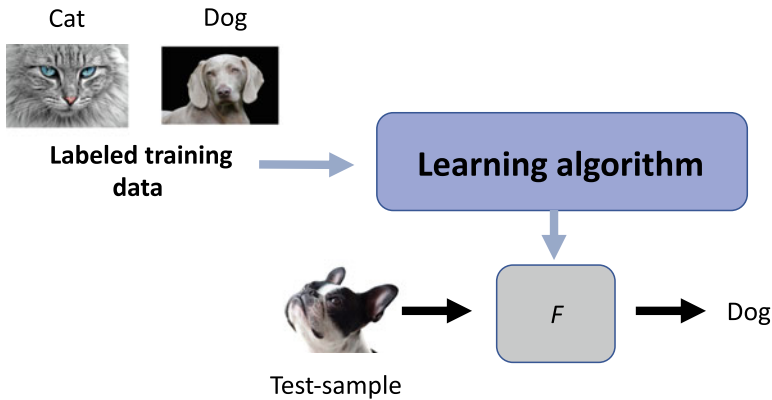 Cat
Dog
Labeled training
data
Learning algorithm
F
Dog
Test-sample